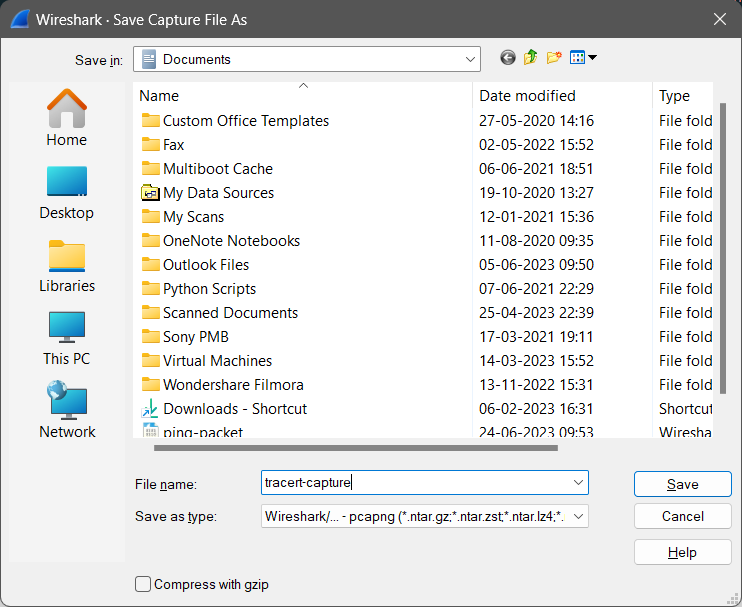 Wireshark · Save Capture File As
Save in: Documents
Home
Desktop
Libraries
This PC
Network
Name Date modified Type
Custom Office Templates 27-05-2020 14:16 File fold
Fax 02-05-2022 15:52 File fold
Multiboot Cache 06-06-2021 18:51 File fold
My Data Sources 19-10-2020 13:27 File fold
My Scans 12-01-2021 15:36 File fold
OneNote Notebooks 11-08-2020 09:35 File fold
Outlook Files 05-06-2023 09:50 File fold
Python Scripts 07-06-2021 22:29 File fold
Scanned Documents 25-04-2023 22:39 File fold
Sony PMB 17-03-2021 19:11 File fold
Virtual Machines 14-03-2023 15:52 File fold
Wondershare Filmora 13-11-2022 15:31 File fold
Downloads - Shortcut 06-02-2023 16:31 Shortcut
ping-packet 24-06-2023 09:53 Wiresha
File name: tracert-capture Save
Save as type: Wireshark/... - pcapng (*.ntar.gz;*.ntar.zst;*.ntar.lz4;*. Cancel
Help
Compress with gzip